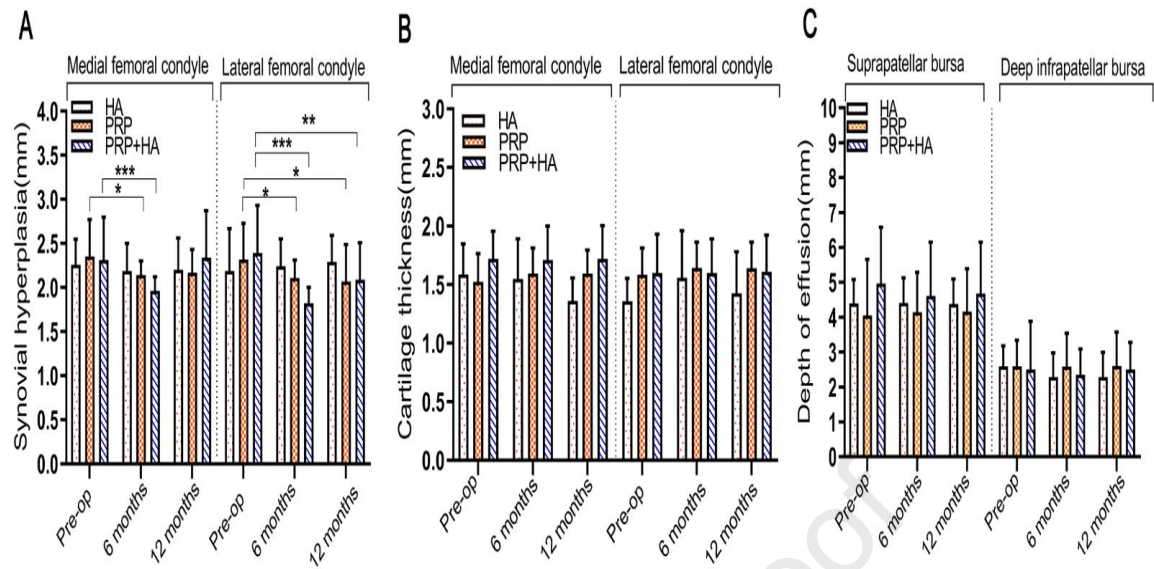 A
Medial femoral condyle Lateral femoral condyle
Synovial hyperplasia(mm)
4.0
3.5
3.0
2.5
2.0
1.5
1.0
0.5
0.0
HA
PRP
PRP+HA
***
*
**
***
*
*
Pre-op
6 months
12 months
Pre-op
6 months
12 months
B
Medial femoral condyle Lateral femoral condyle
Cartilage thickness(mm)
3.0
2.5
2.0
1.5
1.0
0.5
0.0
HA
PRP
PRP+HA
Pre-op
6 months
12 months
Pre-op
6 months
12 months
C
Suprapatellar bursa Deep infrapatellar bursa
Depth of effusion(mm)
10
9
8
7
6
5
4
3
2
1
0
HA
PRP
PRP+HA
Pre-op
6 months
12 months
Pre-op
6 months
12 months